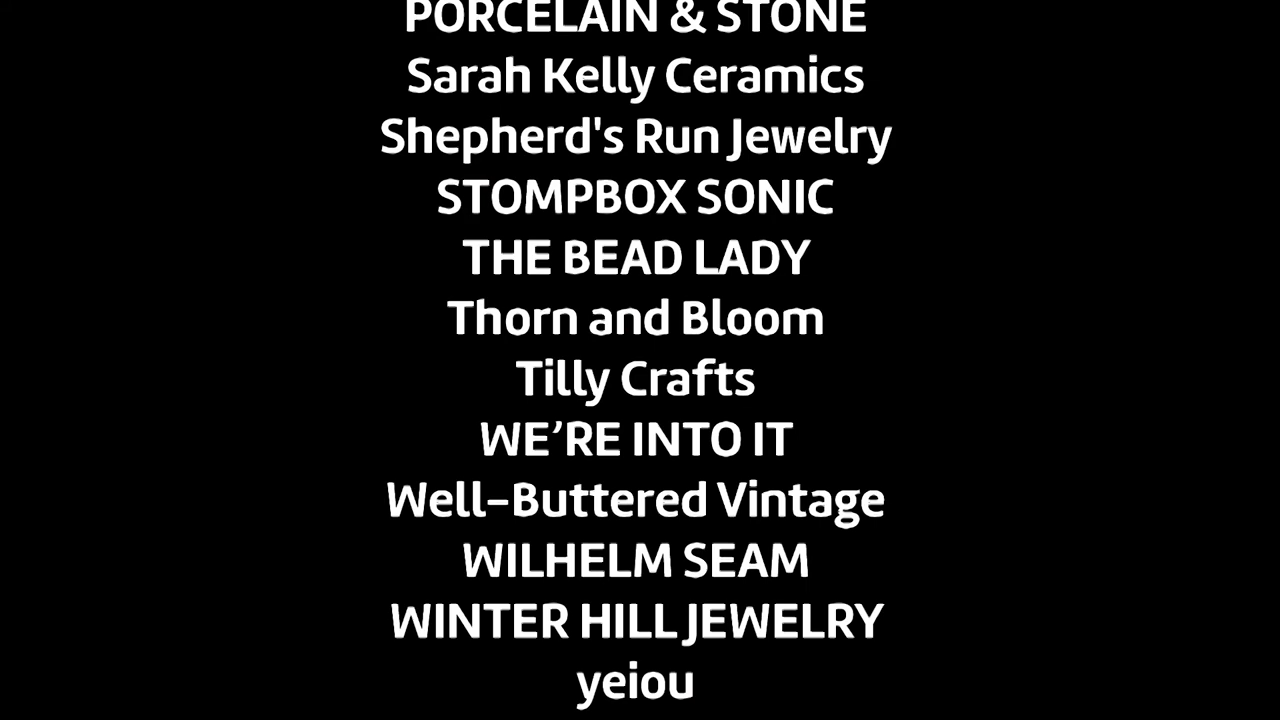 PORCELAIN & STONE
Sarah Kelly Ceramics
Shepherd's Run Jewelry
STOMPBOX SONIC
THE BEAD LADY
Thorn and Bloom
Tilly Crafts
WE’RE INTO IT
Well-Buttered Vintage
WILHELM SEAM
WINTER HILL JEWELRY
yeiou